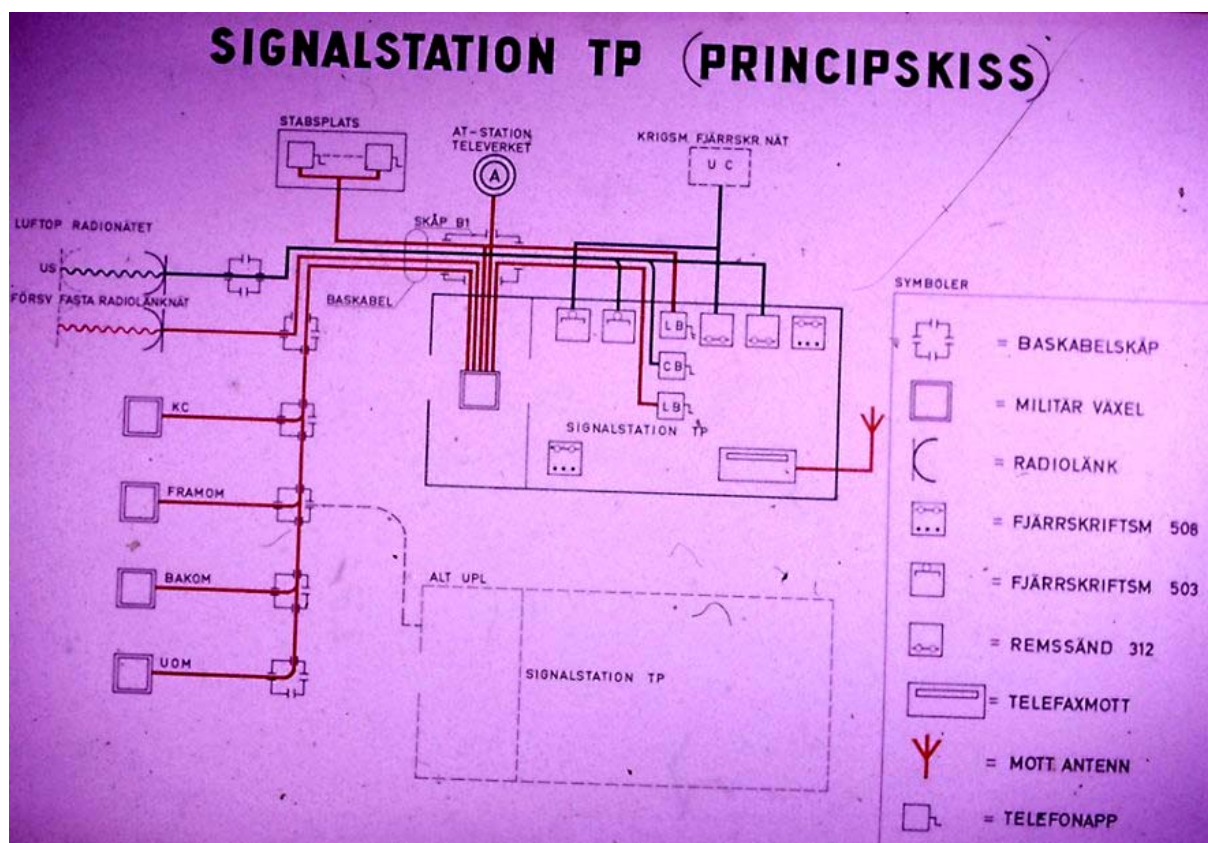 SIGNALSTATION TP (PRINCIPSKISS)
STABSPLATS
AT-STATION
TELEVERKET
A
KRIGSM. FJÄRRSKR. NÄT
U C
SKÅP B1
LUFTOP RADIONÄTET
US
FÖRSV FASTA RADIOLÄNKNÄT
BASKABEL
LB
CB
LB
SIGNALSTATION TP
KC
FRAMOM
BAKOM
UOM
ALT UPL
SIGNALSTATION TP
SYMBOLER
= BASKABELSKÅP
= MILITÄR VÄXEL
= RADIOLÄNK
= FJÄRRSKRIFTSM 508
= FJÄRRSKRIFTSM 503
= REMSSÄND 312
= TELEFAXMOTT
= MOTT. ANTENN
= TELEFONAPP